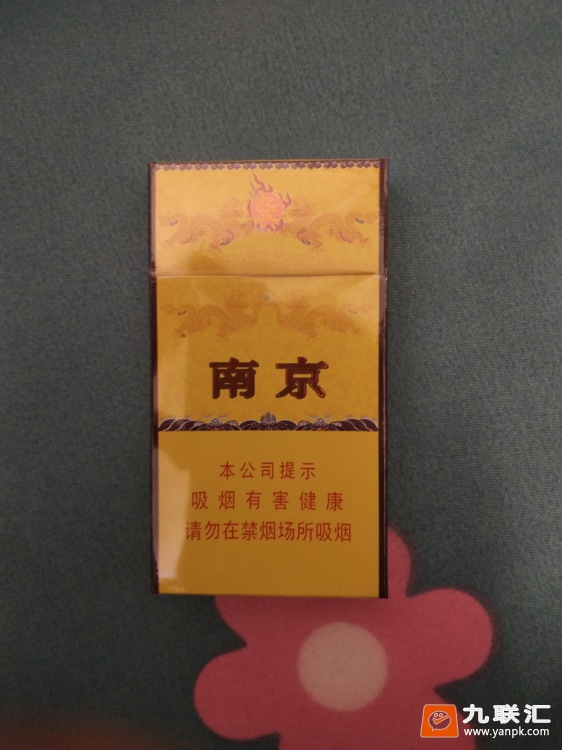 南京
本公司提示
吸烟有害健康
请勿在禁烟场所吸烟
九联汇
www.yanpk.com